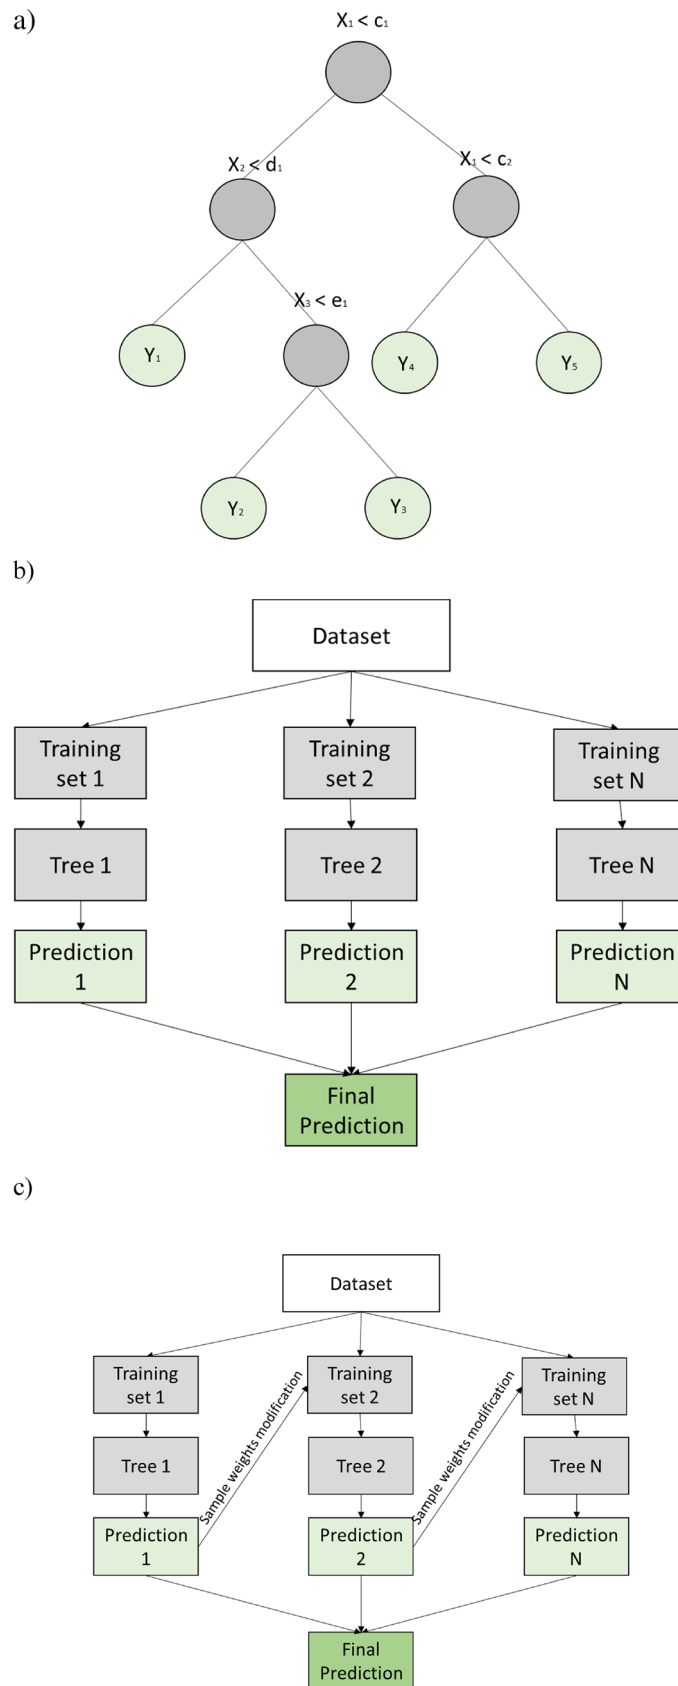 a)
X₁ < c₁
X₂ < d₁
X₁ < c₂
X₃ < e₁
Y₁
Y₄
Y₅
Y₂
Y₃
b)
Dataset
Training
set 1
Training
set 2
Training
set N
Tree 1
Tree 2
Tree N
Prediction
1
Prediction
2
Prediction
N
Final
Prediction
c)
Dataset
Training
set 1
Training
set 2
Training
set N
Sample weights modification
Sample weights modification
Tree 1
Tree 2
Tree N
Prediction
1
Prediction
2
Prediction
N
Final
Prediction